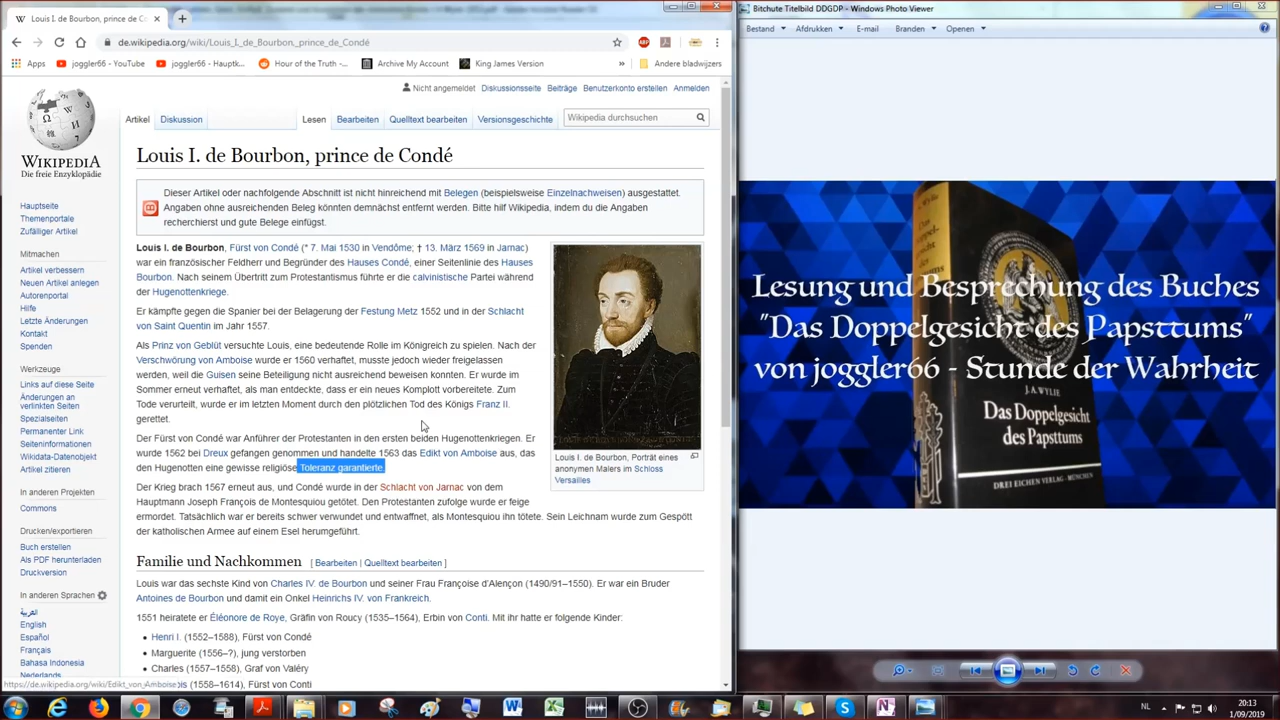 Louis I. de Bourbon, prince de Co
de.wikipedia.org/wiki/Louis_I._de_Bourbon,_prince_de_Condé
Apps
joggler66 - YouTube
joggler66 - Hauptk...
Hour of the Truth -...
Archive My Account
King James Version
»
Andere bladwijzers
Nicht angemeldet Diskussionsseite Beiträge Benutzerkonto erstellen Anmelden
Artikel Diskussion Lesen Bearbeiten Quelltext bearbeiten Versionsgeschichte
Wikipedia durchsuchen
WIKIPEDIA
Die freie Enzyklopädie
Hauptseite
Themenportale
Zufälliger Artikel
Mitmachen
Artikel verbessern
Neuen Artikel anlegen
Autorenportal
Hilfe
Letzte Änderungen
Kontakt
Spenden
Werkzeuge
Links auf diese Seite
Änderungen an
verlinkten Seiten
Spezialseiten
Permanenter Link
Seiteninformationen
Wikidata-Datenobjekt
Artikel zitieren
In anderen Projekten
Commons
Drucken/exportieren
Buch erstellen
Als PDF herunterladen
Druckversion
In anderen Sprachen
العربية
English
Español
Français
Bahasa Indonesia
Nederlands
Louis I. de Bourbon, prince de Condé
Dieser Artikel oder nachfolgende Abschnitt ist nicht hinreichend mit Belegen (beispielsweise Einzelnachweisen) ausgestattet.
Angaben ohne ausreichenden Beleg könnten demnächst entfernt werden. Bitte hilf Wikipedia, indem du die Angaben
recherchierst und gute Belege einfügst.
Louis I. de Bourbon, Fürst von Condé (* 7. Mai 1530 in Vendôme; † 13. März 1569 in Jarnac)
war ein französischer Feldherr und Begründer des Hauses Condé, einer Seitenlinie des Hauses
Bourbon. Nach seinem Übertritt zum Protestantismus führte er die calvinistische Partei während
der Hugenottenkriege.
Er kämpfte gegen die Spanier bei der Belagerung der Festung Metz 1552 und in der Schlacht
von Saint Quentin im Jahr 1557.
Als Prinz von Geblüt versuchte Louis, eine bedeutende Rolle im Königreich zu spielen. Nach der
Verschwörung von Amboise wurde er 1560 verhaftet, musste jedoch wieder freigelassen
werden, weil die Guisen seine Beteiligung nicht ausreichend beweisen konnten. Er wurde im
Sommer erneut verhaftet, als man entdeckte, dass er ein neues Komplott vorbereitete. Zum
Tode verurteilt, wurde er im letzten Moment durch den plötzlichen Tod des Königs Franz II.
gerettet.
Der Fürst von Condé war Anführer der Protestanten in den ersten beiden Hugenottenkriegen. Er
wurde 1562 bei Dreux gefangen genommen und handelte 1563 das Edikt von Amboise aus, das
den Hugenotten eine gewisse religiöse Toleranz garantierte.
Der Krieg brach 1567 erneut aus, und Condé wurde in der Schlacht von Jarnac von dem
Hauptmann Joseph François de Montesquiou getötet. Den Protestanten zufolge wurde er feige
ermordet. Tatsächlich war er bereits schwer verwundet und entwaffnet, als Montesquiou ihn tötete. Sein Leichnam wurde zum Gespött
der katholischen Armee auf einem Esel herumgeführt.
Louis I. de Bourbon, Porträt eines
anonymen Malers im Schloss
Versailles
Familie und Nachkommen [ Bearbeiten | Quelltext bearbeiten ]
Louis war das sechste Kind von Charles IV. de Bourbon und seiner Frau Françoise d'Alençon (1490/91–1550). Er war ein Bruder
Antoines de Bourbon und damit ein Onkel Heinrichs IV. von Frankreich.
1551 heiratete er Éléonore de Roye, Gräfin von Roucy (1535–1564), Erbin von Conti. Mit ihr hatte er folgende Kinder:
Henri I. (1552–1588), Fürst von Condé
Marguerite (1556–?), jung verstorben
Charles (1557–1558), Graf von Valéry
is (1558–1614), Fürst von Conti
https://de.wikipedia.org/wiki/Edikt_von_Amboise
Bitchute Titelbild DDGDP - Windows Photo Viewer
Bestand Afdrukken E-mail Branden Openen
Lesung und Besprechung des Buches
"Das Doppelgesicht des Papsttums"
von joggler66 - Stunde der Wahrheit
J.A.WYLIE
Das Doppelgesicht
des Papsttums
DREI EICHEN VERLAG · MÜNCHEN
NL
20:13
1/09/2019